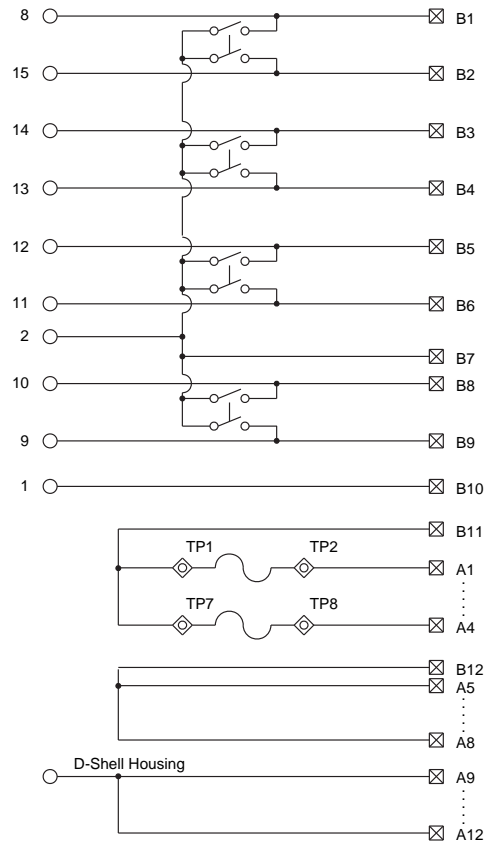 8 B1
15 B2
14 B3
13 B4
12 B5
11 B6
2
B7
10 B8
9 B9
1 B10
B11
TP1 TP2 A1
TP7 TP8 A4
B12
A5
A8
D-Shell Housing A9
A12